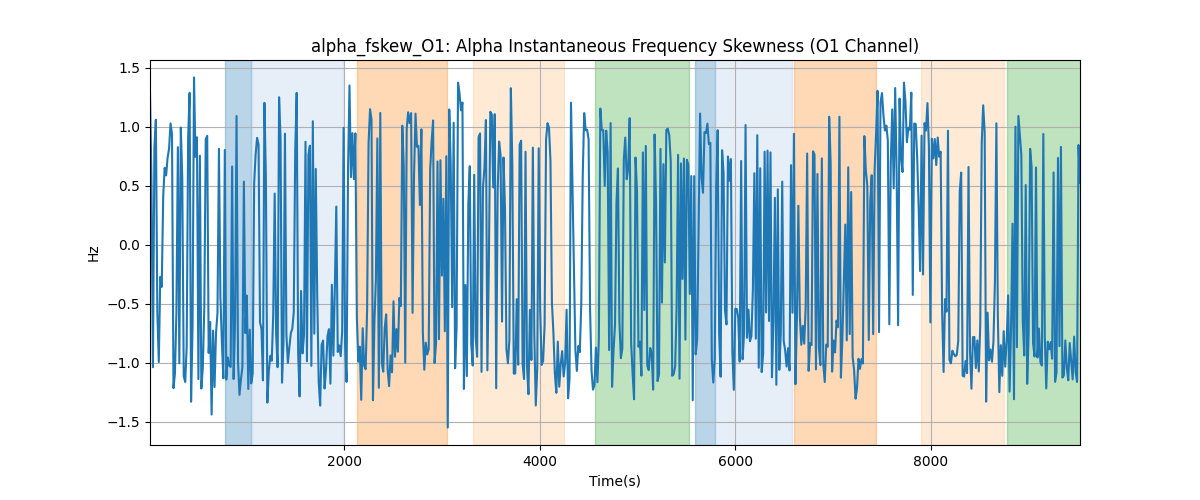 alpha_fskew_O1: Alpha Instantaneous Frequency Skewness (O1 Channel)
1.5
1.0
0.5
0.0
−0.5
−1.0
−1.5
Hz
2000 4000 6000 8000
Time(s)